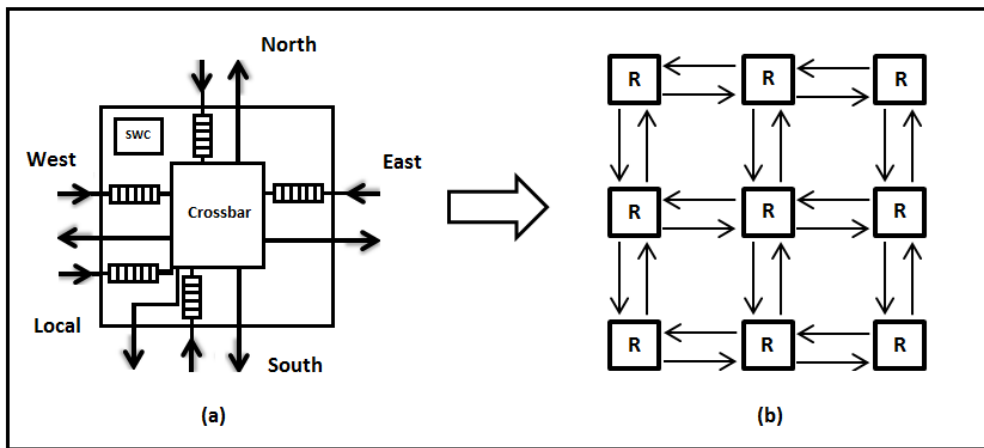 North
SWC
West
East
Crossbar
Local
South
(a)
R R R
R R R
R R R
(b)